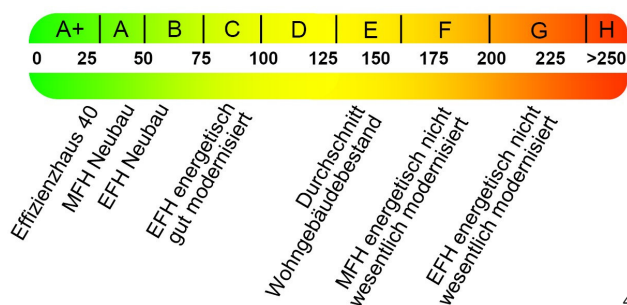 A+ A B C D E F G H
0 25 50 75 100 125 150 175 200 225 >250
Effizienzhaus 40
MFH Neubau
EFH Neubau
EFH energetisch
gut modernisiert
Durchschnitt
Wohngebäudebestand
MFH energetisch nicht
wesentlich modernisiert
EFH energetisch nicht
wesentlich modernisiert